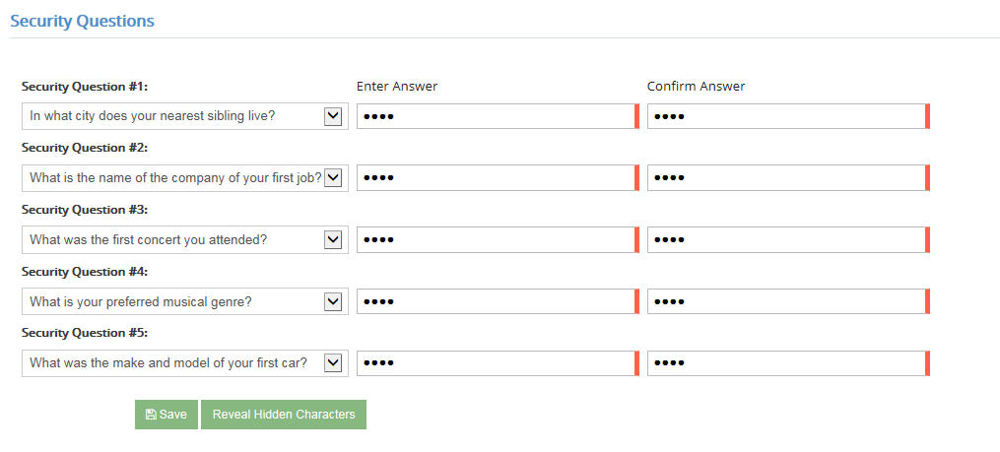 Security Questions
Security Question #1: Enter Answer Confirm Answer
In what city does your nearest sibling live? •••• ••••
Security Question #2:
What is the name of the company of your first job? •••• ••••
Security Question #3:
What was the first concert you attended? •••• ••••
Security Question #4:
What is your preferred musical genre? •••• ••••
Security Question #5:
What was the make and model of your first car? •••• ••••
Save Reveal Hidden Characters